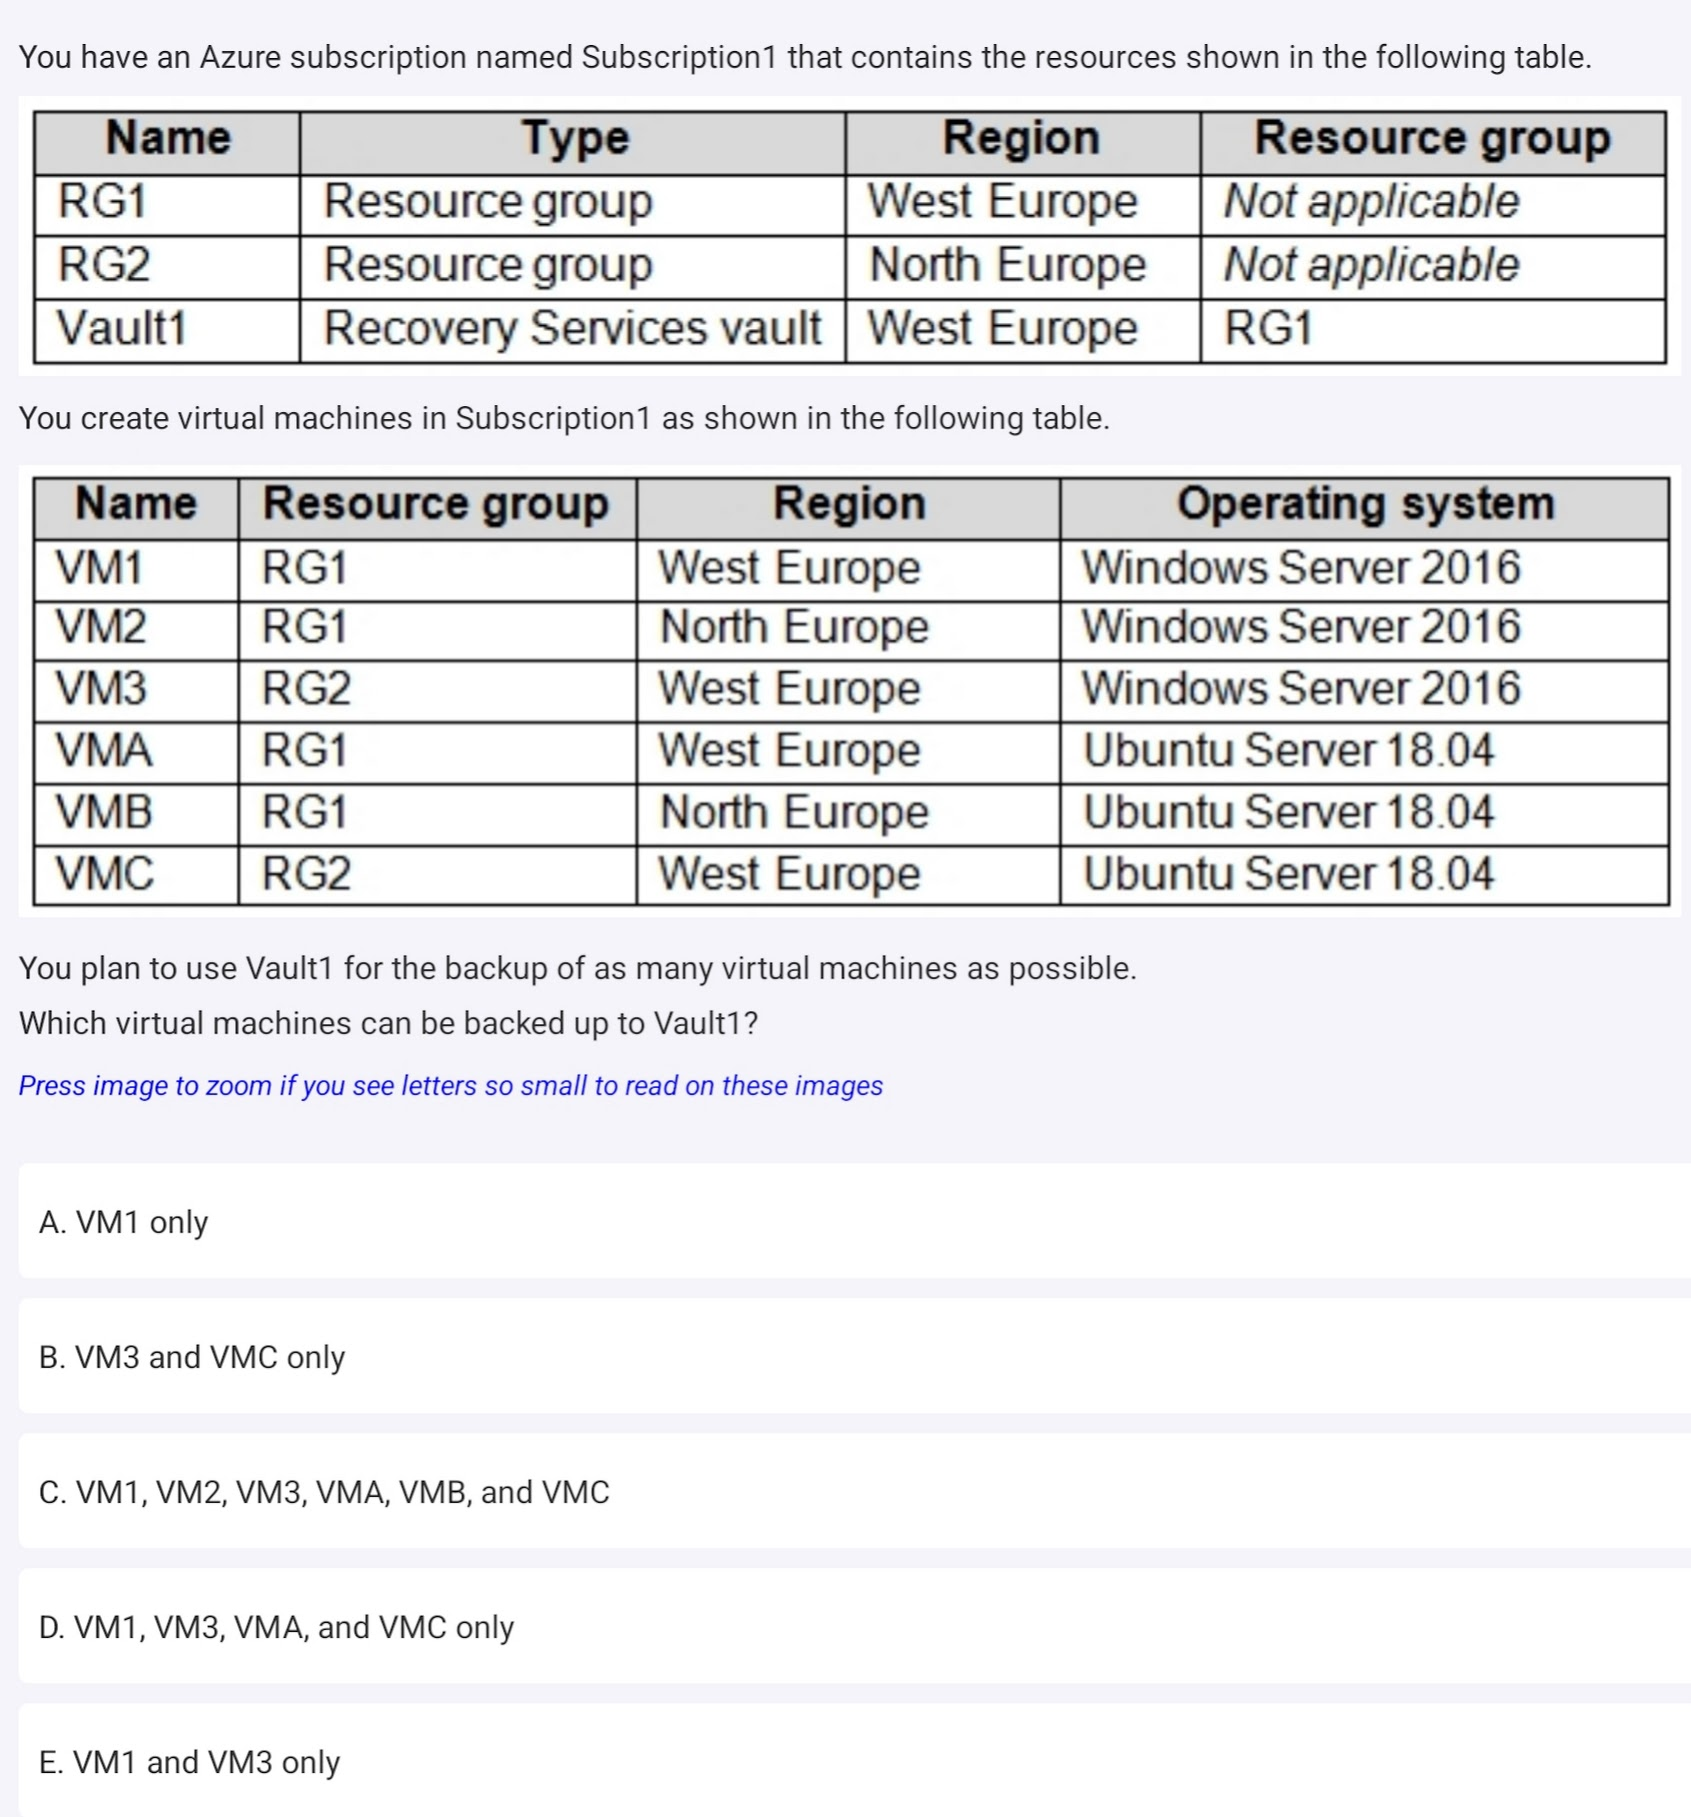 You have an Azure subscription named Subscription1 that contains the resources shown in the following table.
Name Type Region Resource group
RG1 Resource group West Europe Not applicable
RG2 Resource group North Europe Not applicable
Vault1 Recovery Services vault West Europe RG1
You create virtual machines in Subscription1 as shown in the following table.
Name Resource group Region Operating system
VM1 RG1 West Europe Windows Server 2016
VM2 RG1 North Europe Windows Server 2016
VM3 RG2 West Europe Windows Server 2016
VMA RG1 West Europe Ubuntu Server 18.04
VMB RG1 North Europe Ubuntu Server 18.04
VMC RG2 West Europe Ubuntu Server 18.04
You plan to use Vault1 for the backup of as many virtual machines as possible.
Which virtual machines can be backed up to Vault1?
Press image to zoom if you see letters so small to read on these images
A. VM1 only
B. VM3 and VMC only
C. VM1, VM2, VM3, VMA, VMB, and VMC
D. VM1, VM3, VMA, and VMC only
E. VM1 and VM3 only